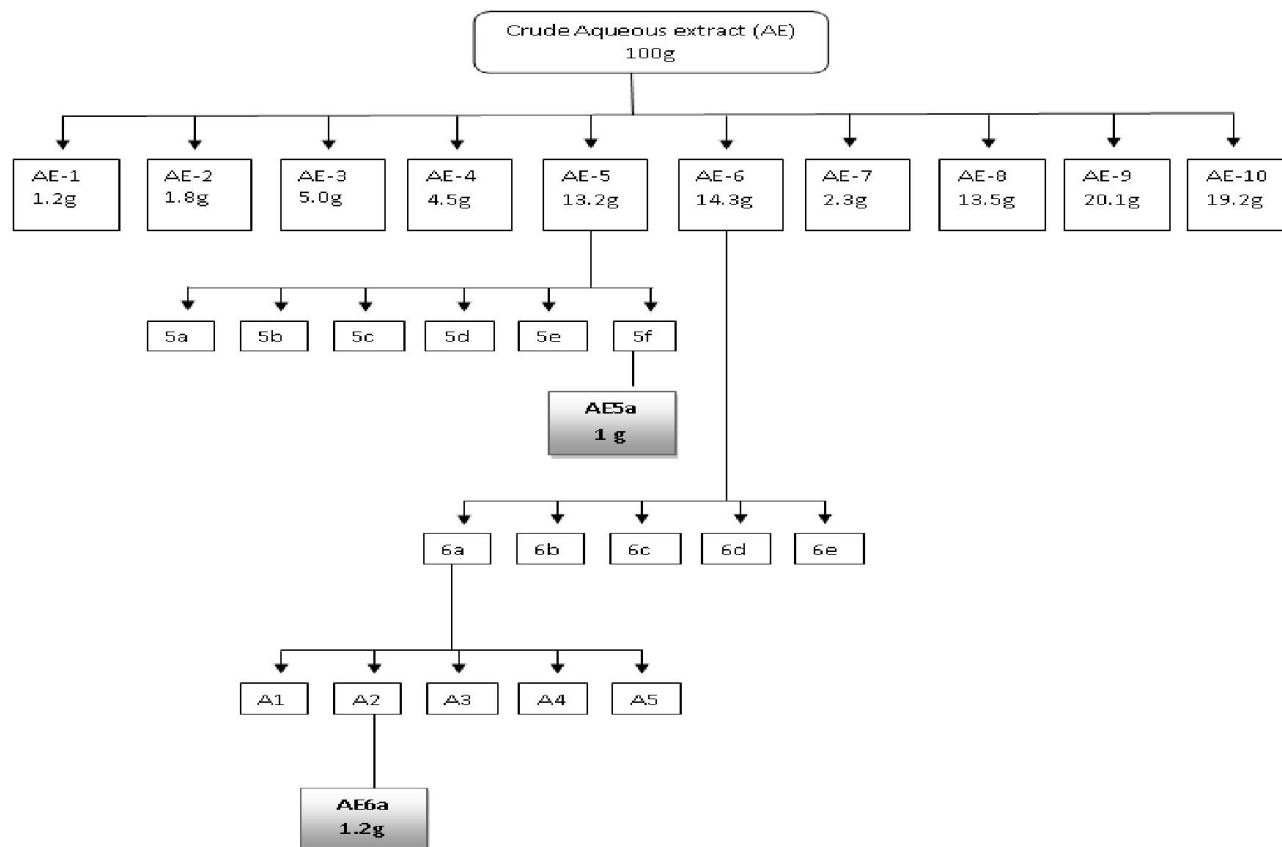 Crude Aqueous extract (AE)
100g
AE-1
1.2g
AE-2
1.8g
AE-3
5.0g
AE-4
4.5g
AE-5
13.2g
AE-6
14.3g
AE-7
2.3g
AE-8
13.5g
AE-9
20.1g
AE-10
19.2g
5a
5b
5c
5d
5e
5f
AE5a
1 g
6a
6b
6c
6d
6e
A1
A2
A3
A4
A5
AE6a
1.2g